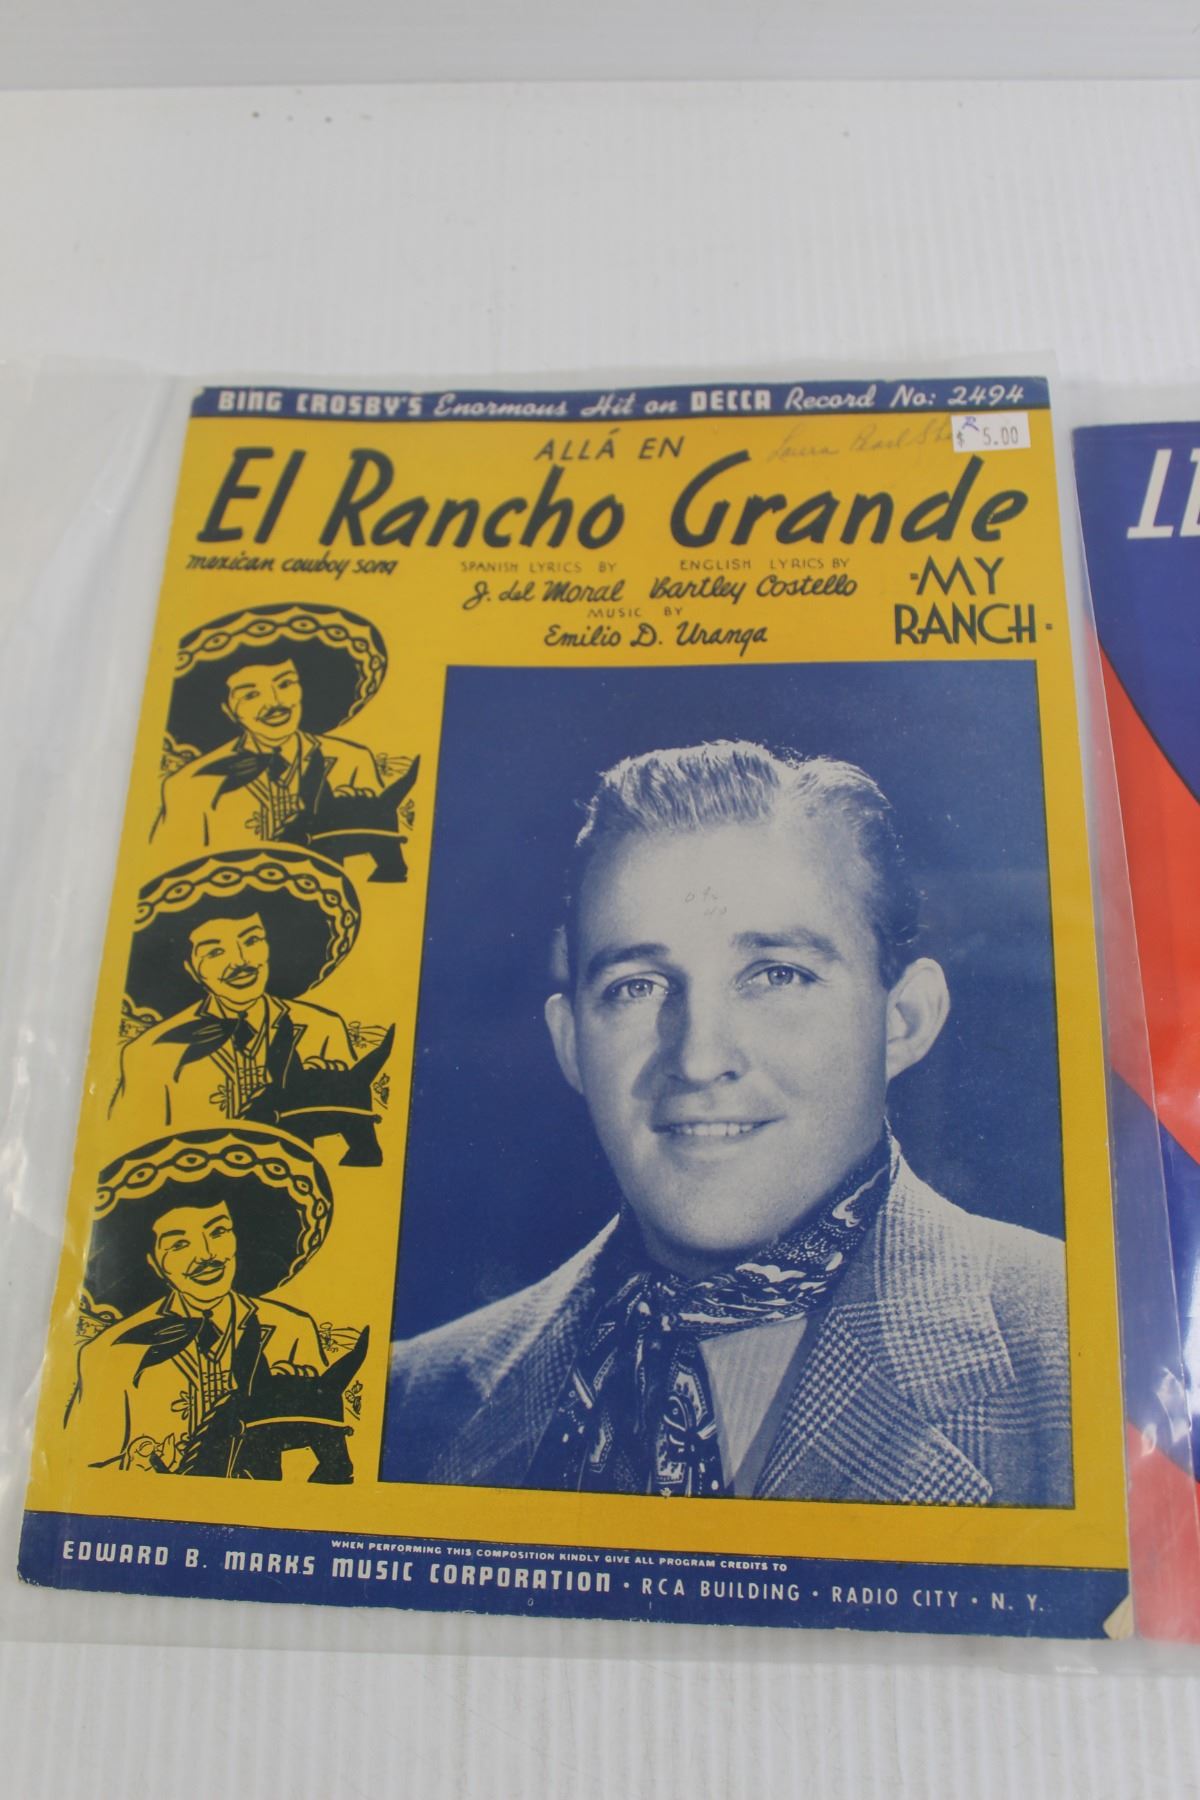 BING CROSBY'S Enormous Hit on DECCA Record No: 2494
$ 5.00
Laura Pearl
ALLÁ EN
El Rancho Grande
mexican cowboy song
SPANISH LYRICS BY
J. del Moral
ENGLISH LYRICS BY
Bartley Costello
MUSIC BY
Emilio D. Uranga
-MY
RANCH-
WHEN PERFORMING THIS COMPOSITION KINDLY GIVE ALL PROGRAM CREDITS TO
EDWARD B. MARKS MUSIC CORPORATION • RCA BUILDING • RADIO CITY • N. Y.